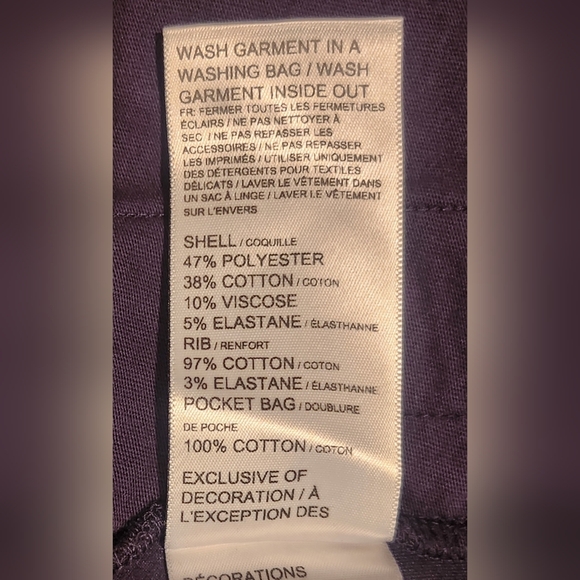 WASH GARMENT IN A
WASHING BAG / WASH
GARMENT INSIDE OUT
FR: FERMER TOUTES LES FERMETURES
ÉCLAIRS / NE PAS NETTOYER À
SEC / NE PAS REPASSER LES
ACCESSOIRES / NE PAS REPASSER
LES IMPRIMÉS / UTILISER UNIQUEMENT
DES DÉTERGENTS POUR TEXTILES
DÉLICATS / LAVER LE VÊTEMENT DANS
UN SAC À LINGE / LAVER LE VÊTEMENT
SUR L'ENVERS
SHELL / COQUILLE
47% POLYESTER
38% COTTON / COTON
10% VISCOSE
5% ELASTANE / ÉLASTHANNE
RIB / RENFORT
97% COTTON / COTON
3% ELASTANE / ÉLASTHANNE
POCKET BAG / DOUBLURE
DE POCHE
100% COTTON / COTON
EXCLUSIVE OF
DECORATION / À
L'EXCEPTION DES
DÉCORATIONS